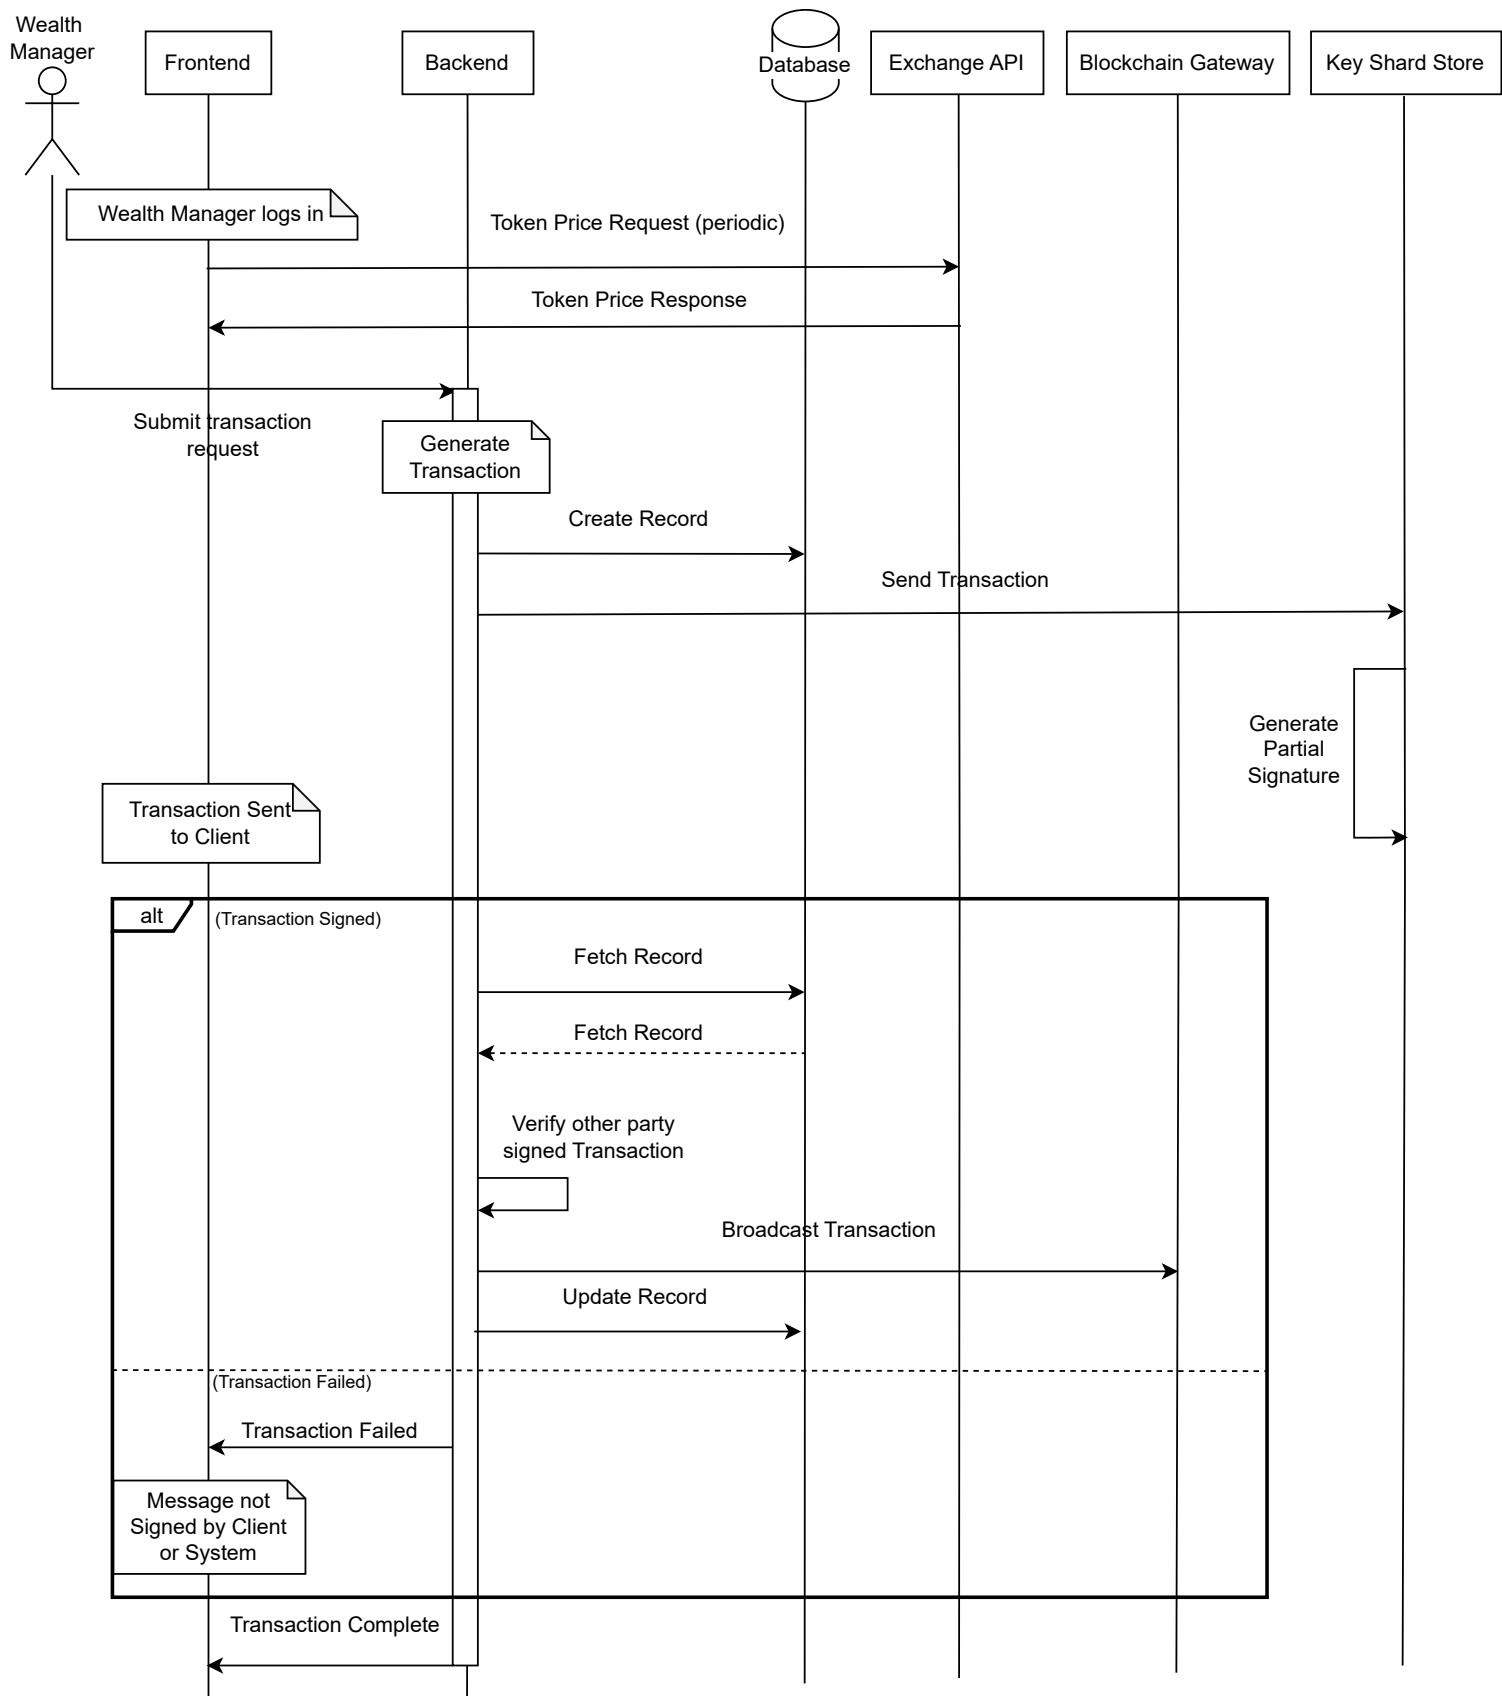 Wealth
Manager
Frontend
Backend
Database
Exchange API
Blockchain Gateway
Key Shard Store
Wealth Manager logs in
Token Price Request (periodic)
Token Price Response
Submit transaction
request
Generate
Transaction
Create Record
Send Transaction
Generate
Partial
Signature
Transaction Sent
to Client
alt
(Transaction Signed)
Fetch Record
Fetch Record
Verify other party
signed Transaction
Broadcast Transaction
Update Record
(Transaction Failed)
Transaction Failed
Message not
Signed by Client
or System
Transaction Complete